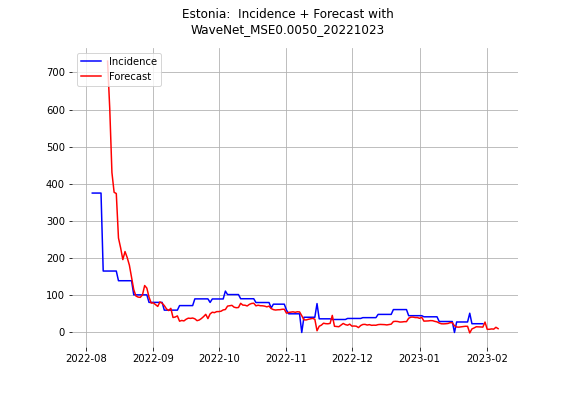 Estonia:  Incidence + Forecast with
WaveNet_MSE0.0050_20221023
Incidence
Forecast
700
600
500
400
300
200
100
0
2022-08 2022-09 2022-10 2022-11 2022-12 2023-01 2023-02